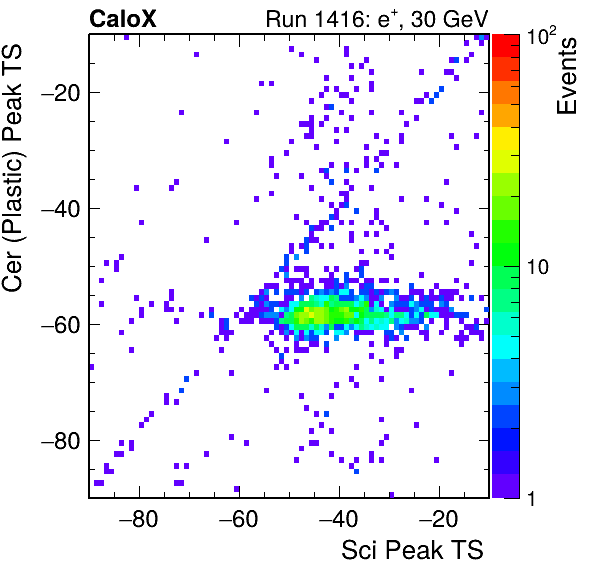 CaloX Run 1416: e⁺, 30 GeV
Cer (Plastic) Peak TS
−20
−40
−60
−80
−80 −60 −40 −20
Sci Peak TS
10²
10
1
Events